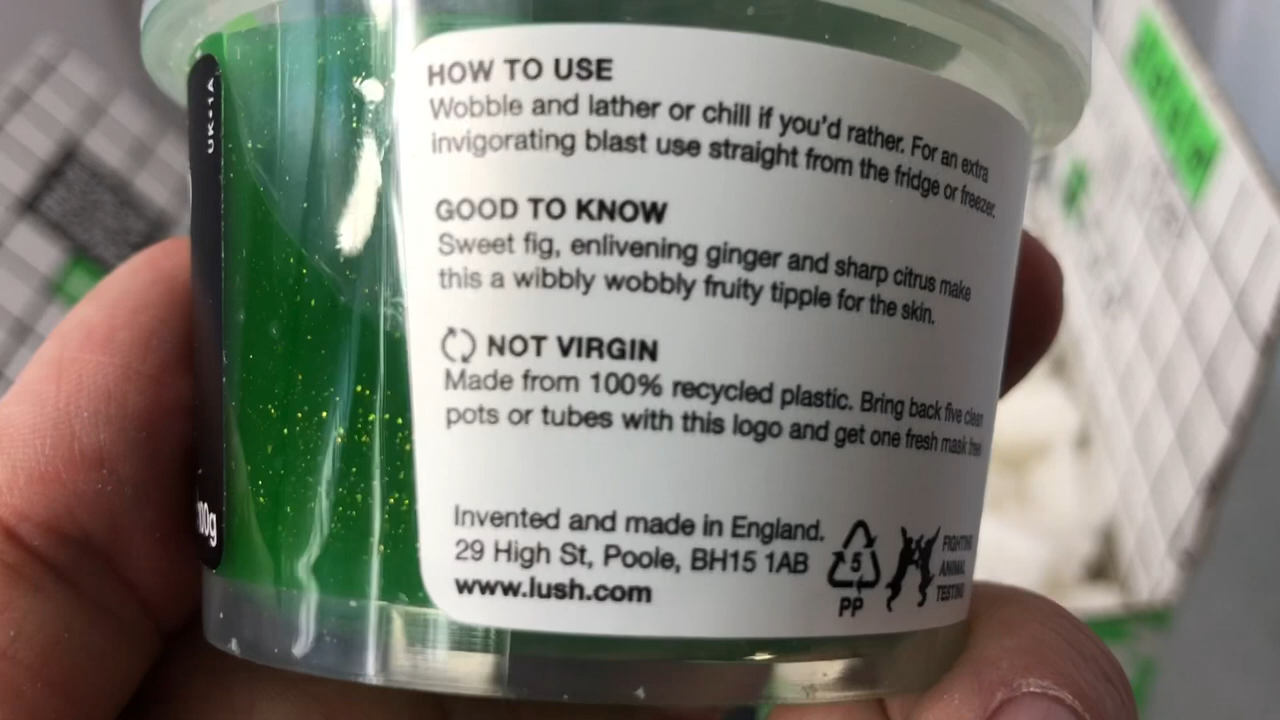 HOW TO USE
Wobble and lather or chill if you'd rather. For an extra
invigorating blast use straight from the fridge or freezer.
GOOD TO KNOW
Sweet fig, enlivening ginger and sharp citrus make
this a wibbly wobbly fruity tipple for the skin.
NOT VIRGIN
Made from 100% recycled plastic. Bring back five clean
pots or tubes with this logo and get one fresh mask free
Invented and made in England.
29 High St, Poole, BH15 1AB
www.lush.com
5
PP
FIGHTING
ANIMAL
TESTING
UK•1A
00g